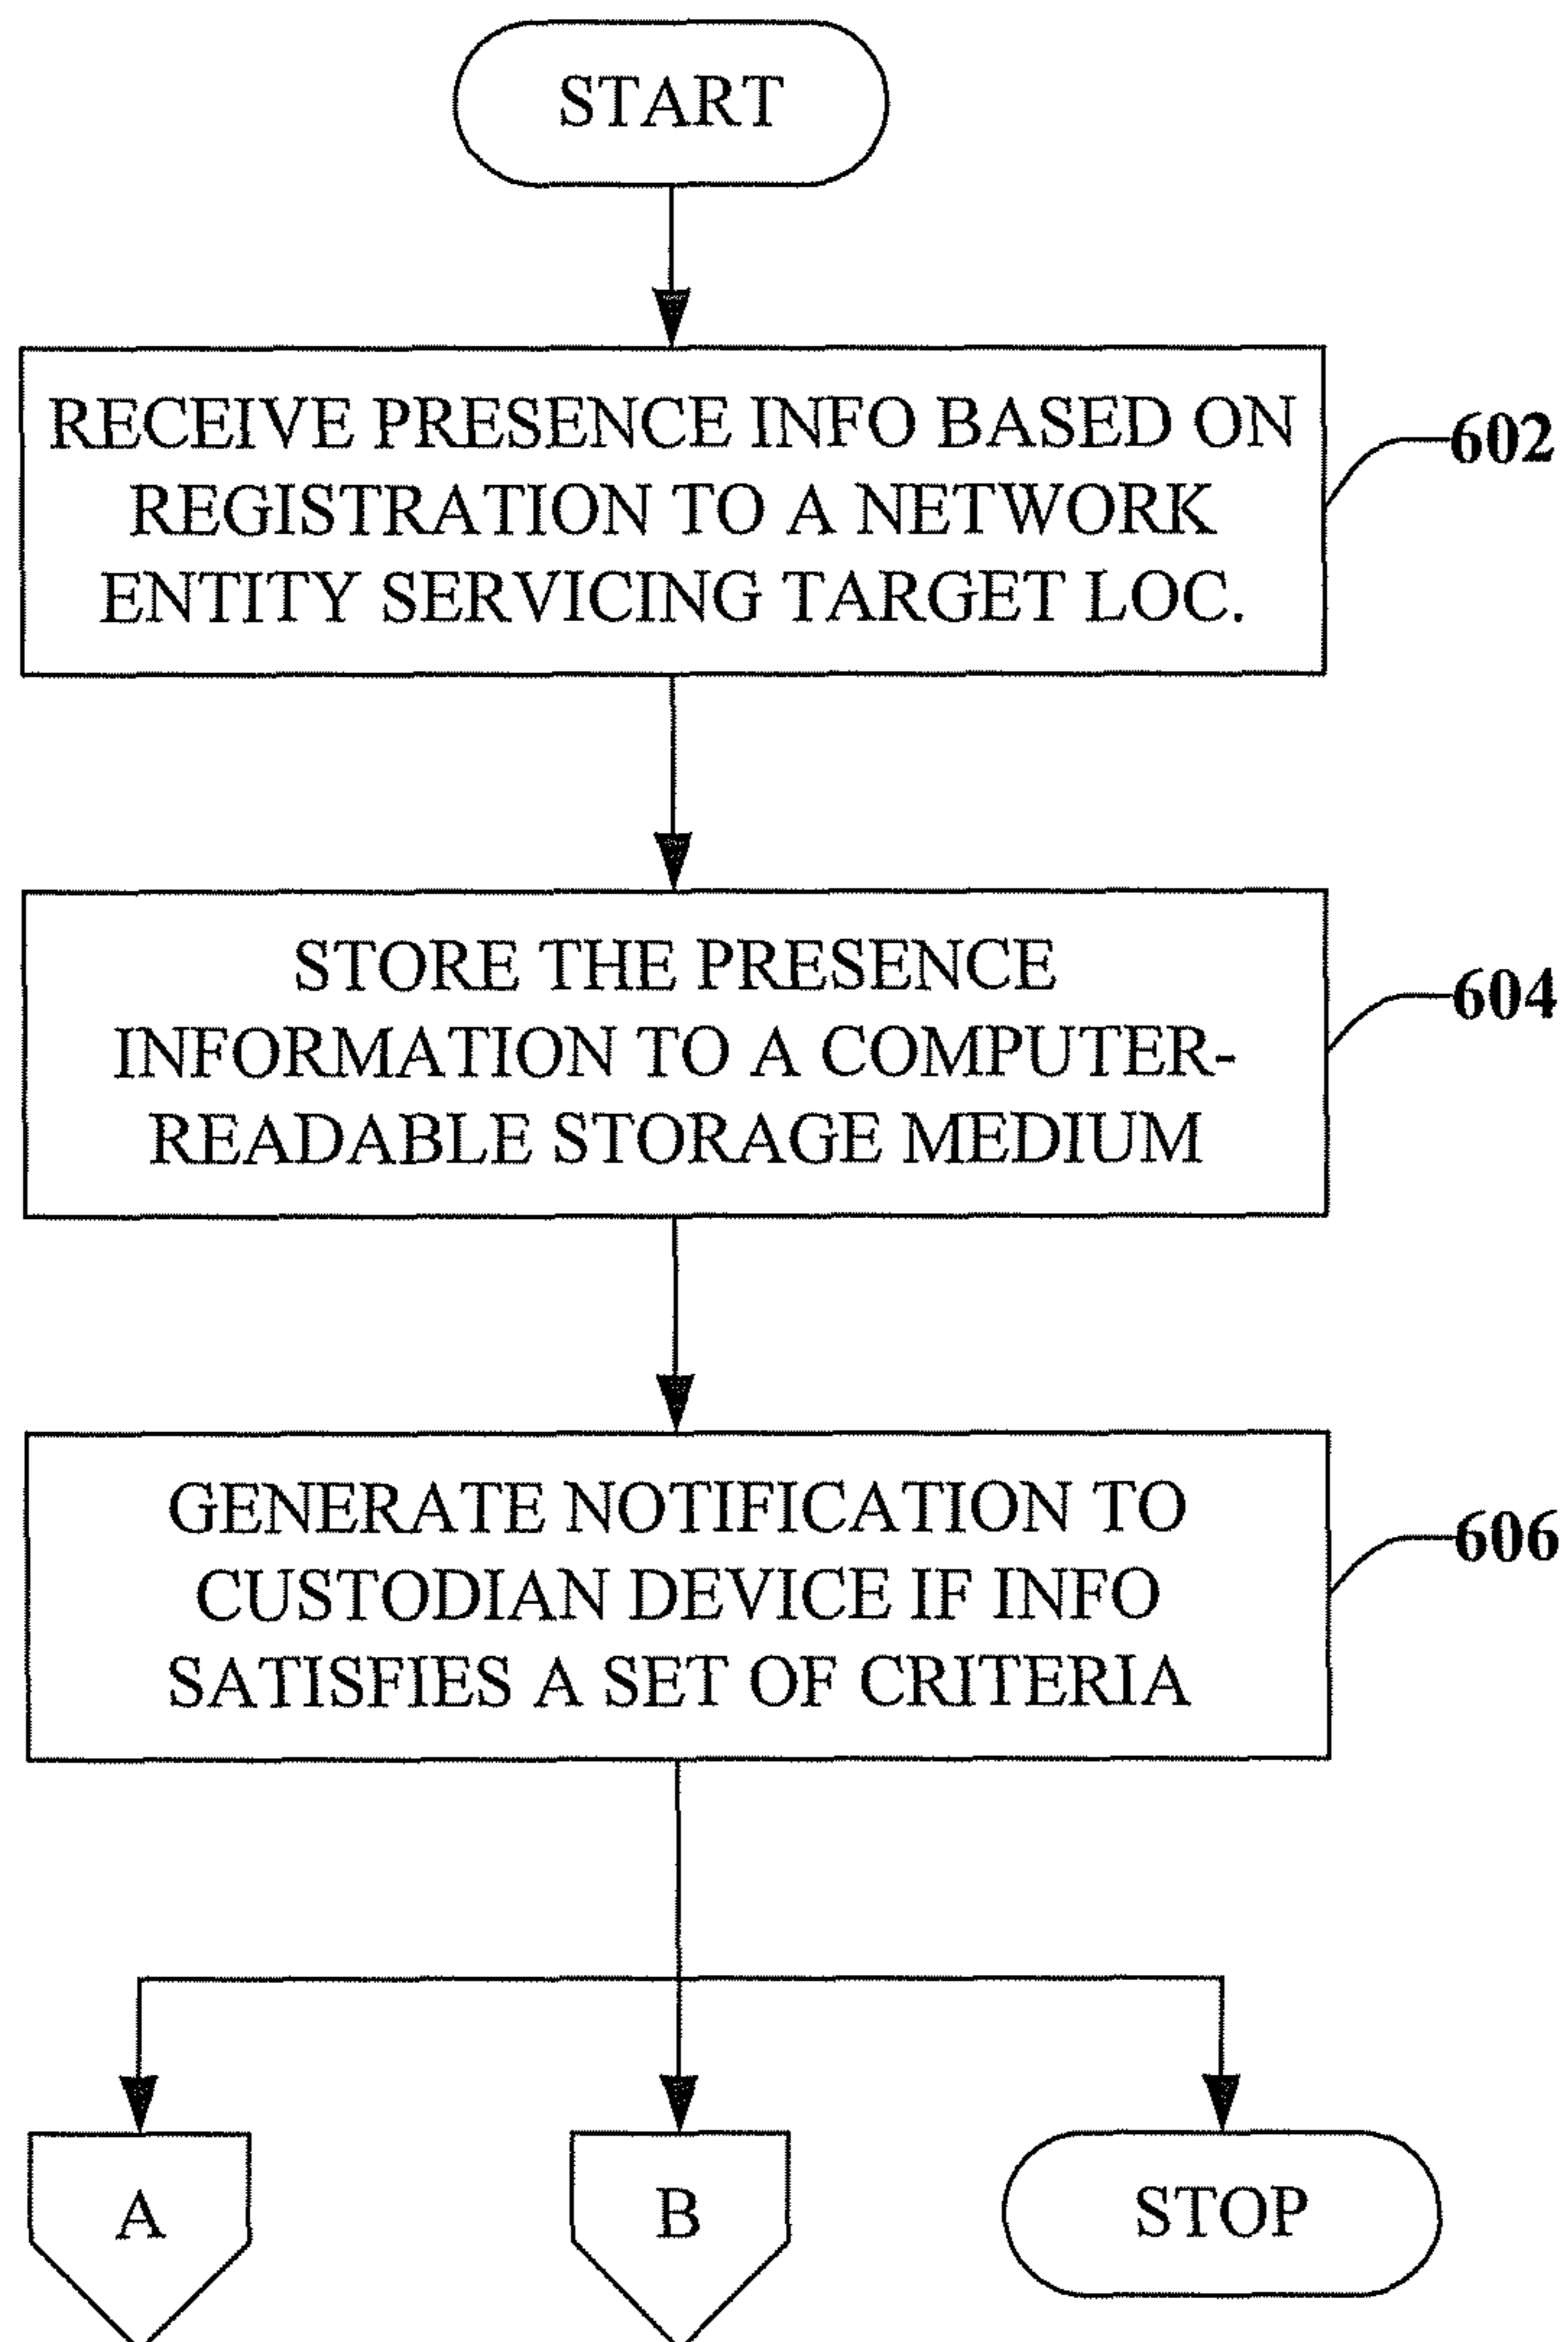 START
RECEIVE PRESENCE INFO BASED ON
REGISTRATION TO A NETWORK
ENTITY SERVICING TARGET LOC.
602
STORE THE PRESENCE
INFORMATION TO A COMPUTER-
READABLE STORAGE MEDIUM
604
GENERATE NOTIFICATION TO
CUSTODIAN DEVICE IF INFO
SATISFIES A SET OF CRITERIA
606
A
B
STOP